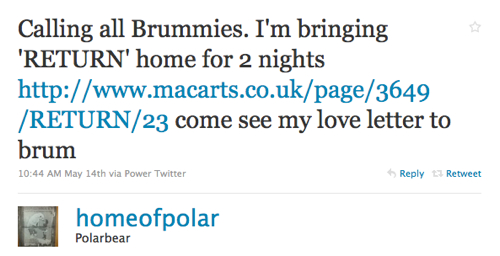 Calling all Brummies. I'm bringing
'RETURN' home for 2 nights
http://www.macarts.co.uk/page/3649
/RETURN/23 come see my love letter to
brum
10:44 AM May 14th via Power Twitter
Reply Retweet
homeofpolar
Polarbear